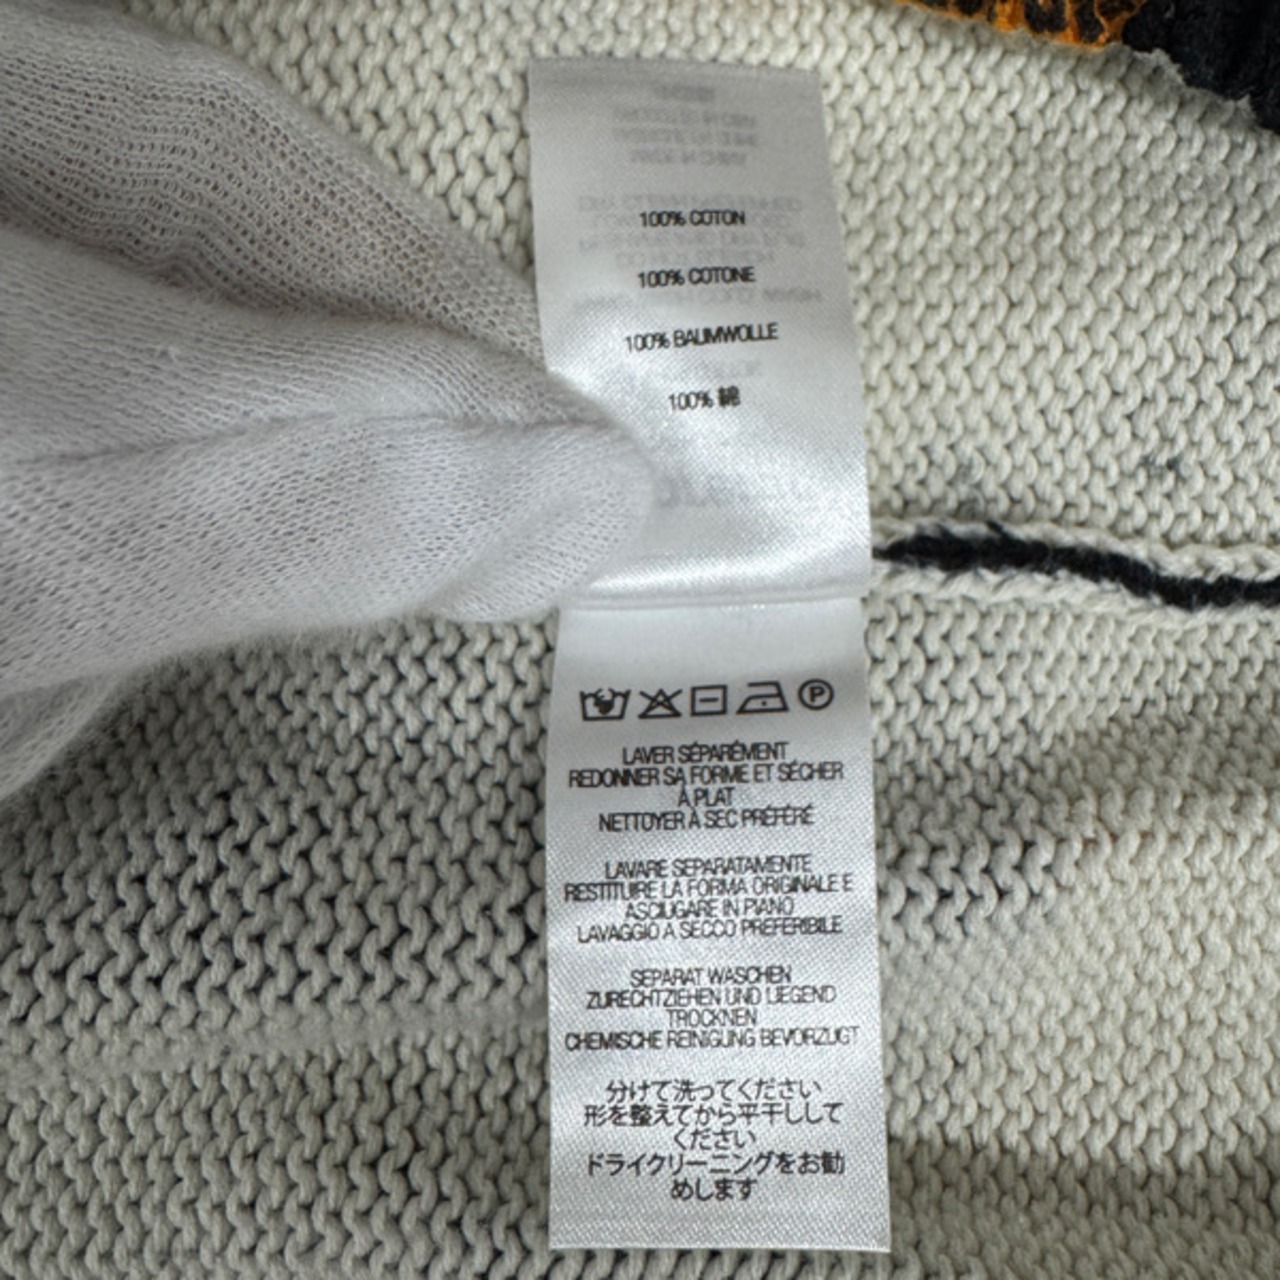 100% COTON
100% COTONE
100% BAUMWOLLE
100% 綿
P
LAVER SÉPARÉMENT
REDONNER SA FORME ET SÉCHER
À PLAT
NETTOYER À SEC PRÉFÉRÉ
LAVARE SEPARATAMENTE
RESTITUIRE LA FORMA ORIGINALE E
ASCIUGARE IN PIANO
LAVAGGIO A SECCO PREFERIBILE
SEPARAT WASCHEN
ZURECHTZIEHEN UND LIEGEND
TROCKNEN
CHEMISCHE REINIGUNG BEVORZUGT
分けて洗ってください
形を整えてから平干しして
ください
ドライクリーニングをお勧
めします